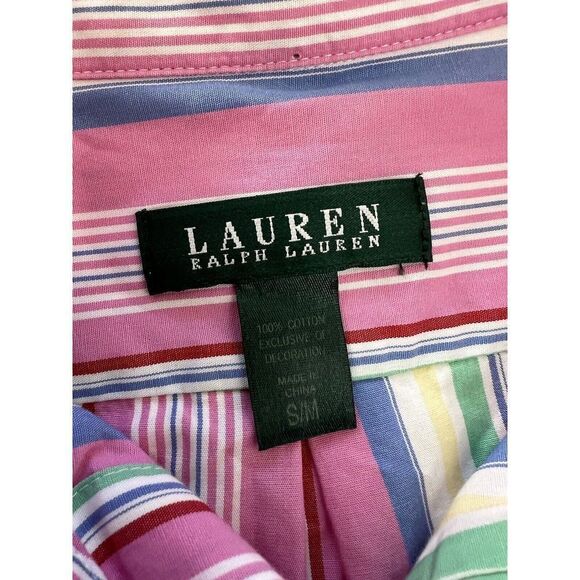 LAUREN
RALPH LAUREN
100% COTTON
EXCLUSIVE OF
DECORATION
MADE IN
CHINA
S/M